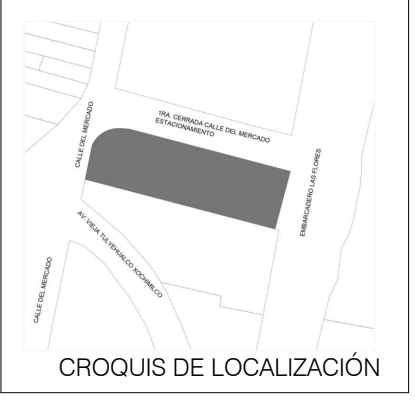 1RA. CERRADA CALLE DEL MERCADO
ESTACIONAMIENTO
CALLE DEL MERCADO
EMBARCADERO LAS FLORES
AV. VIEJA TULYEHUALCO XOCHIMILCO
CALLE DEL MERCADO
CROQUIS DE LOCALIZACIÓN